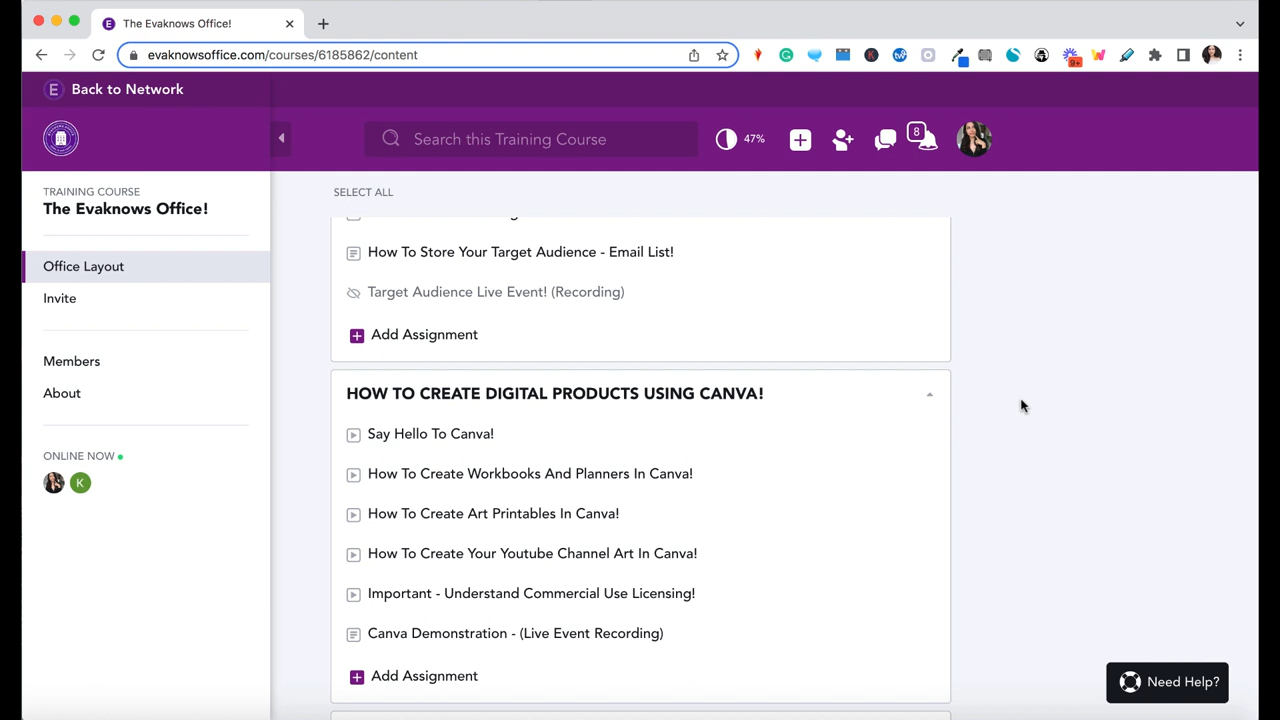 The Evaknows Office!
evaknowsoffice.com/courses/6185862/content
9+
E Back to Network
Search this Training Course
47%
8
TRAINING COURSE
The Evaknows Office!
Office Layout
Invite
Members
About
ONLINE NOW
K
SELECT ALL
How To Store Your Target Audience - Email List!
Target Audience Live Event! (Recording)
Add Assignment
HOW TO CREATE DIGITAL PRODUCTS USING CANVA!
Say Hello To Canva!
How To Create Workbooks And Planners In Canva!
How To Create Art Printables In Canva!
How To Create Your Youtube Channel Art In Canva!
Important - Understand Commercial Use Licensing!
Canva Demonstration - (Live Event Recording)
Add Assignment
Need Help?